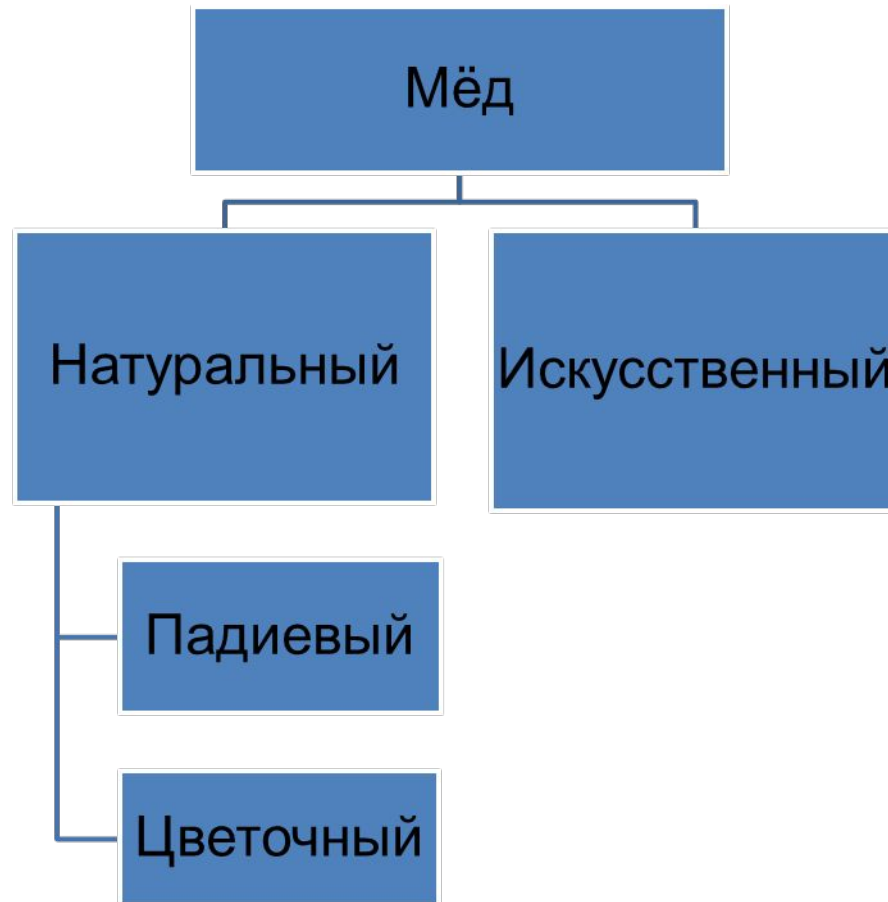 Мёд
Натуральный
Искусственный
Падиевый
Цветочный